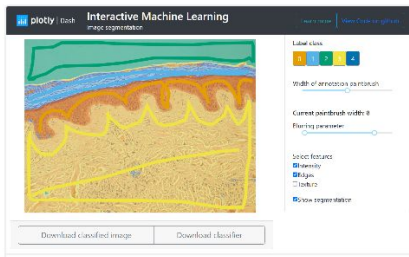 plotly | Dash
Interactive Machine Learning
Image segmentation
Learn more
View Code on github
Label class
0 1 2 3 4
Width of annotation paintbrush
Current paintbrush width: 8
Blurring parameter
Select features
Intensity
Edges
Texture
Show segmentation
Download classified image
Download classifier